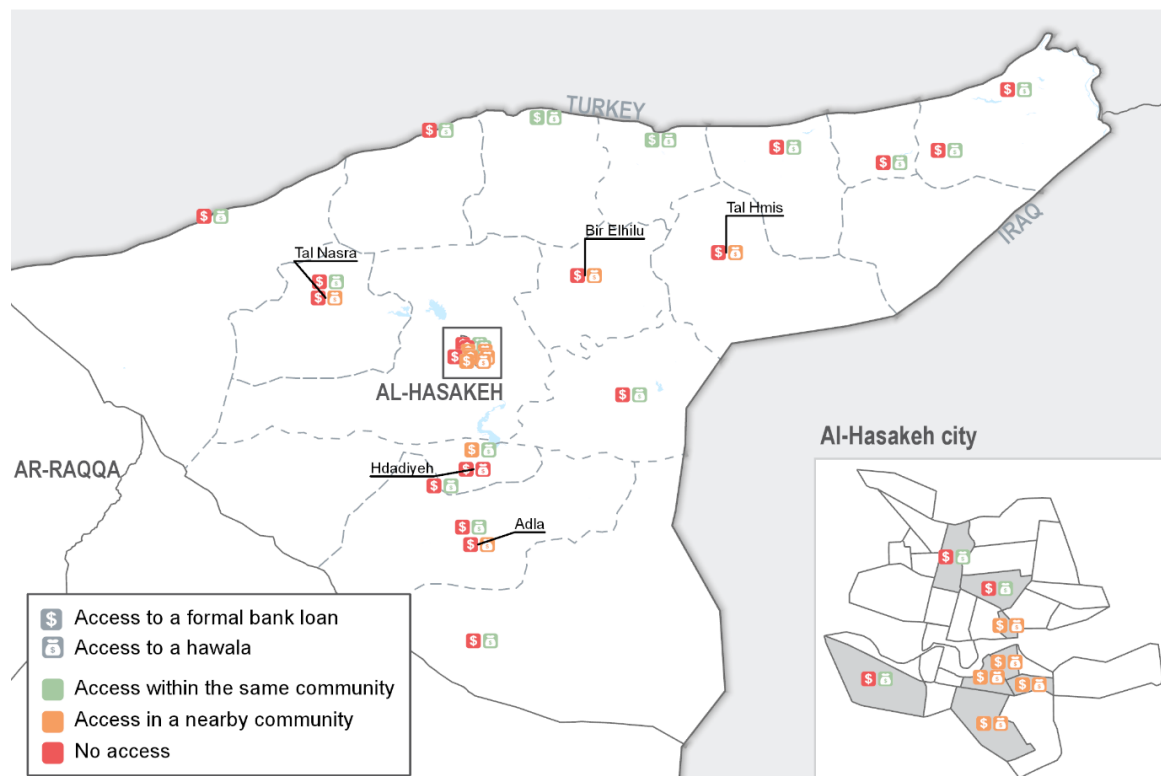 TURKEY
IRAQ
Tal Hmis
Bir Elhilu
Tal Nasra
AL-HASAKEH
AR-RAQQA
Hdadiyeh
Adla
Al-Hasakeh city
$ Access to a formal bank loan
Access to a hawala
Access within the same community
Access in a nearby community
No access